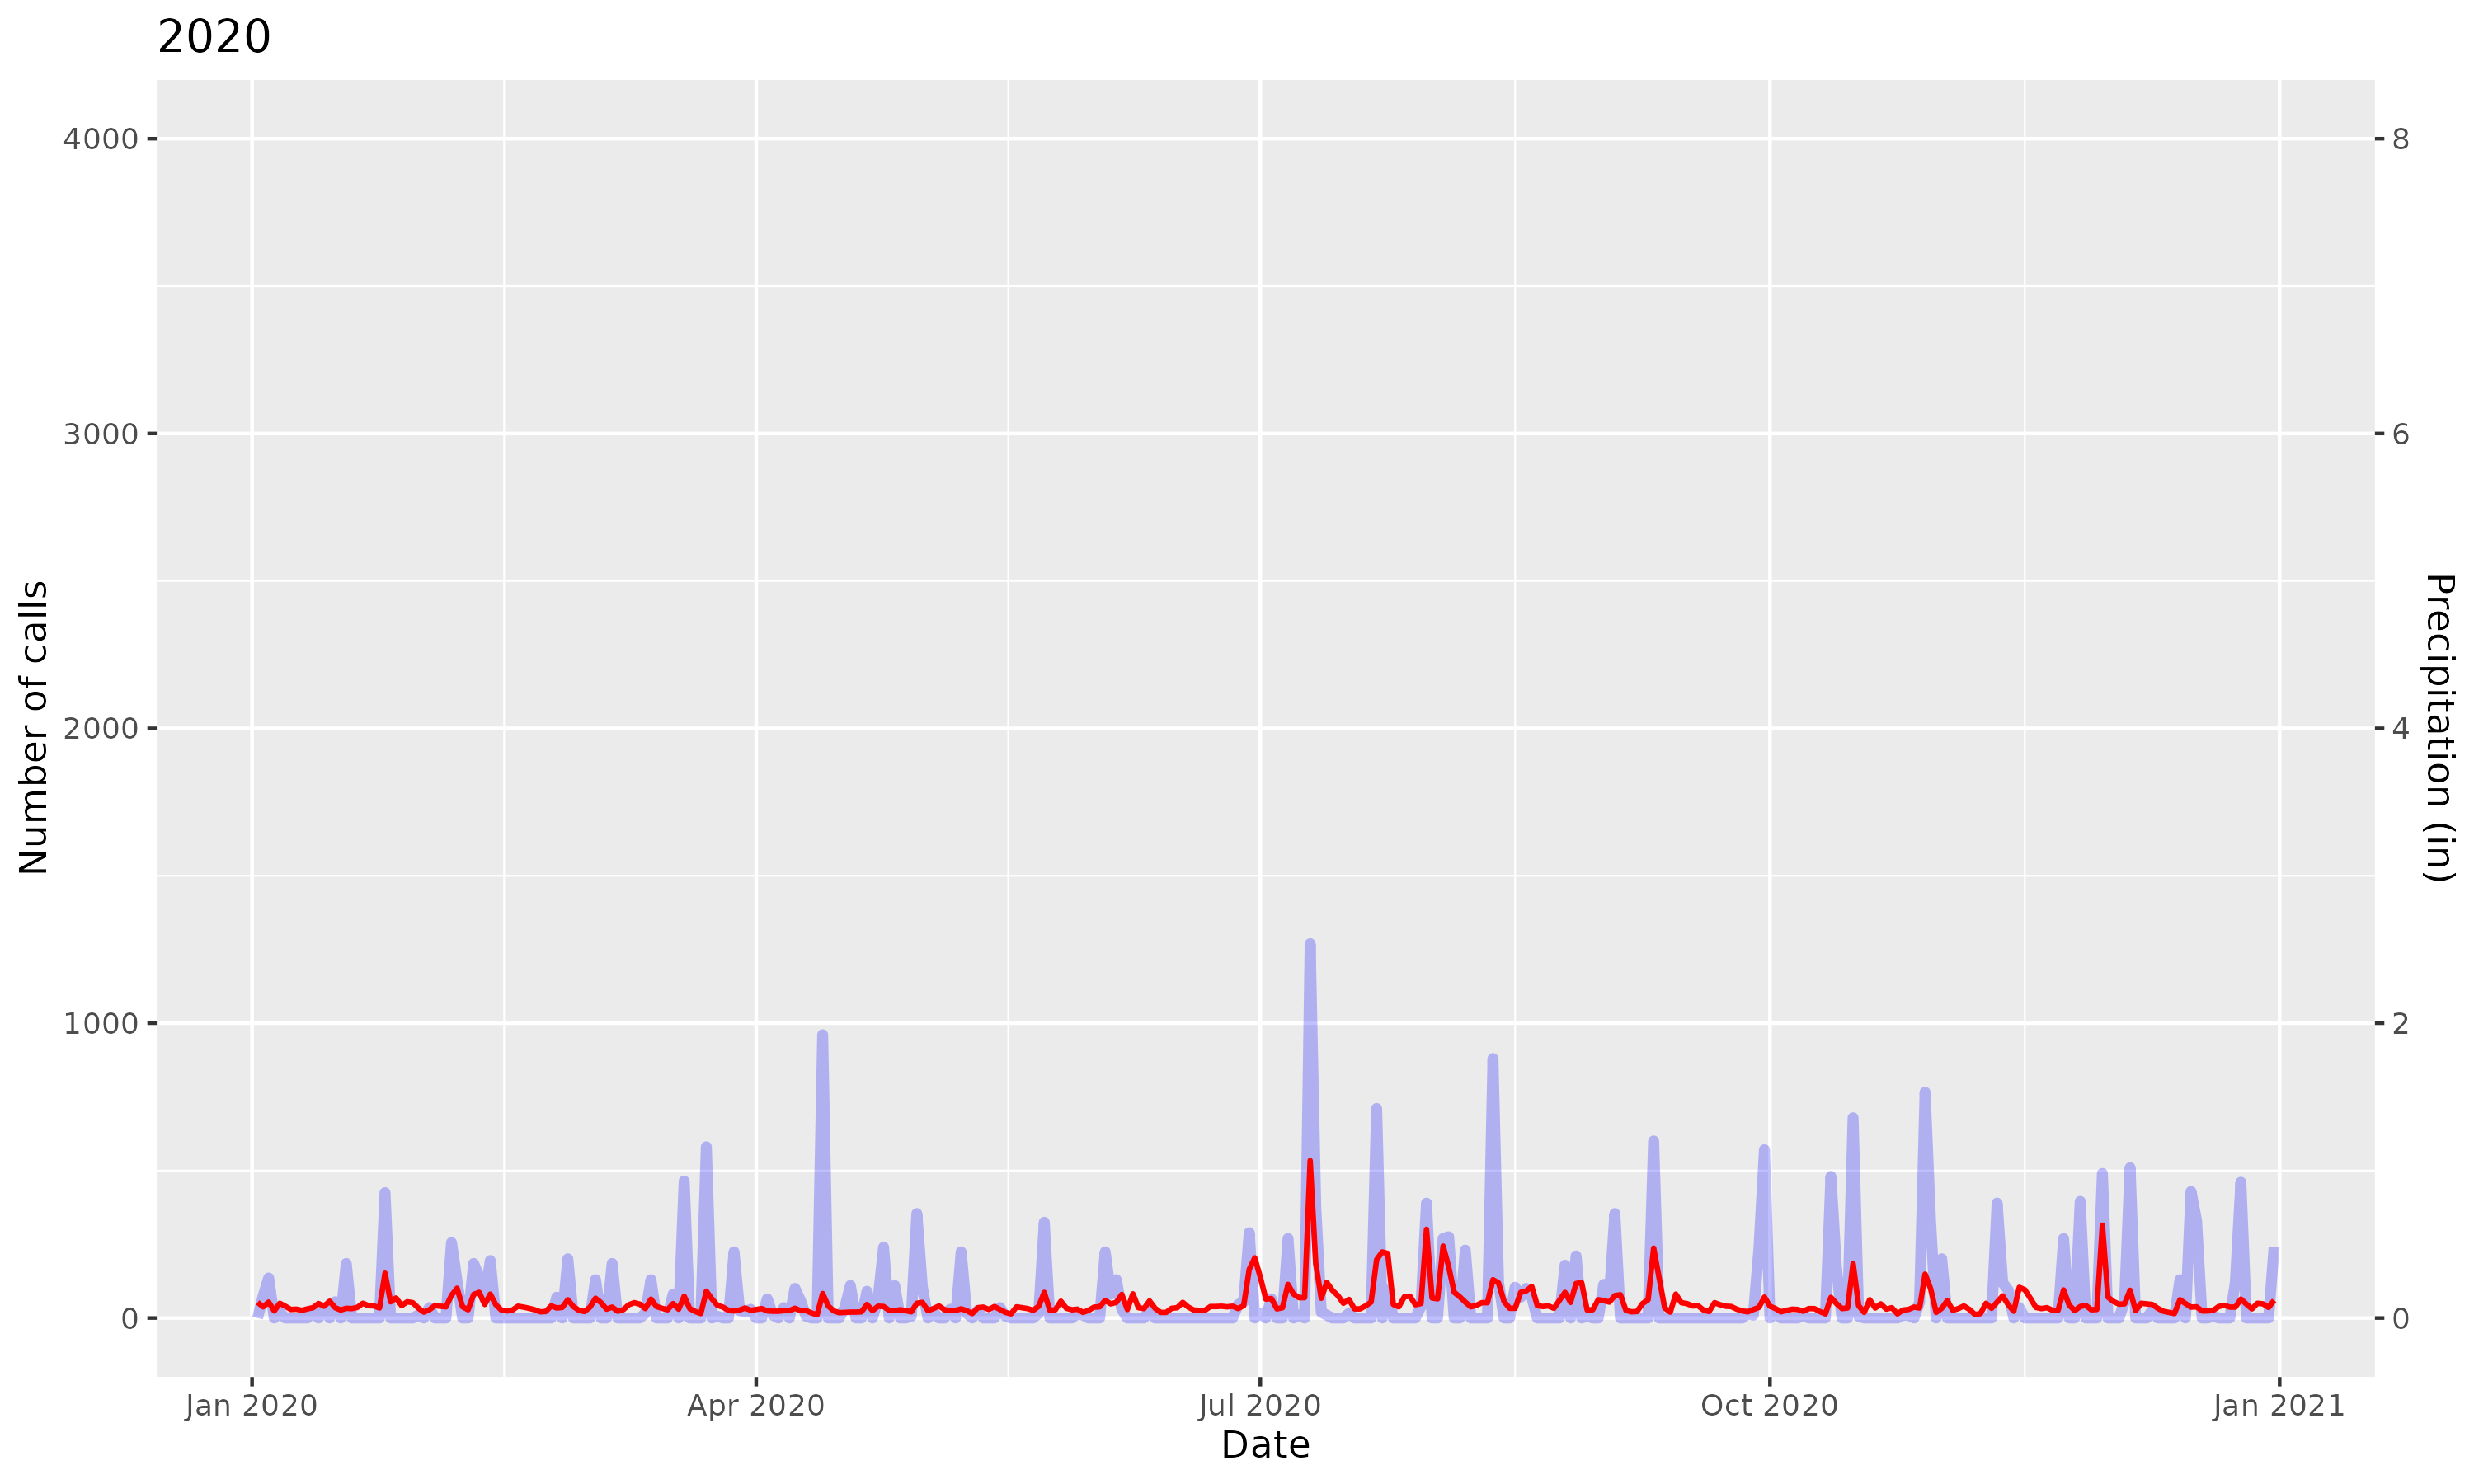 2020
Number of calls
4000
3000
2000
1000
0
8
6
4
2
0
Precipitation (in)
Jan 2020
Apr 2020
Jul 2020
Oct 2020
Jan 2021
Date